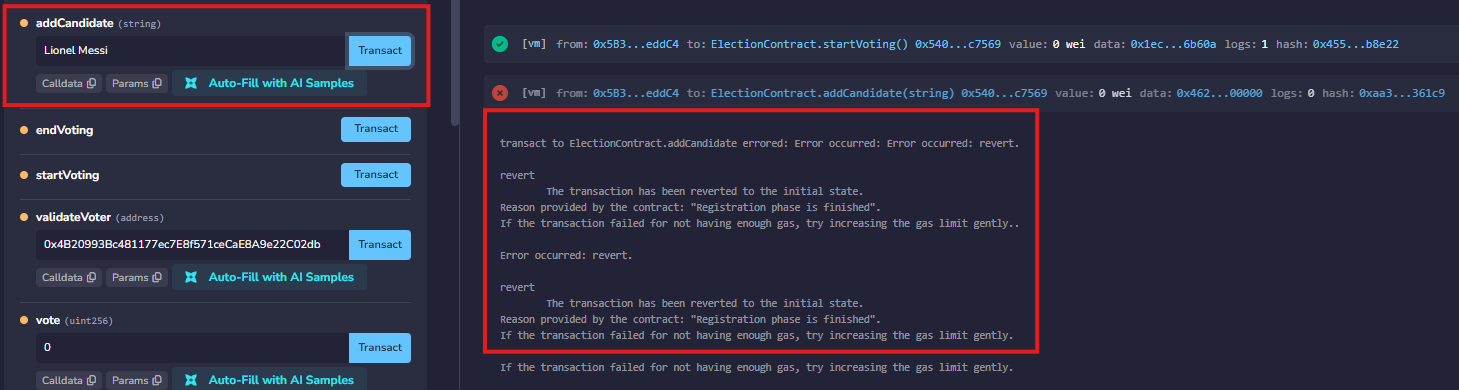 addCandidate (string)
Lionel Messi
Transact
Calldata
Params
Auto-Fill with AI Samples
endVoting
Transact
startVoting
Transact
validateVoter (address)
0x4B20993Bc481177ec7E8f571ceCaE8A9e22C02db
Transact
Calldata
Params
Auto-Fill with AI Samples
vote (uint256)
0
Transact
Calldata
Params
Auto-Fill with AI Samples
[vm] from: 0x5B3...eddC4 to: ElectionContract.startVoting() 0x540...c7569 value: 0 wei data: 0x1ec...6b60a logs: 1 hash: 0x455...b8e22
[vm] from: 0x5B3...eddC4 to: ElectionContract.addCandidate(string) 0x540...c7569 value: 0 wei data: 0x462...00000 logs: 0 hash: 0xaa3...361c9
transact to ElectionContract.addCandidate errored: Error occurred: Error occurred: revert.
revert
The transaction has been reverted to the initial state.
Reason provided by the contract: "Registration phase is finished".
If the transaction failed for not having enough gas, try increasing the gas limit gently..
Error occurred: revert.
revert
The transaction has been reverted to the initial state.
Reason provided by the contract: "Registration phase is finished".
If the transaction failed for not having enough gas, try increasing the gas limit gently.
If the transaction failed for not having enough gas, try increasing the gas limit gently.